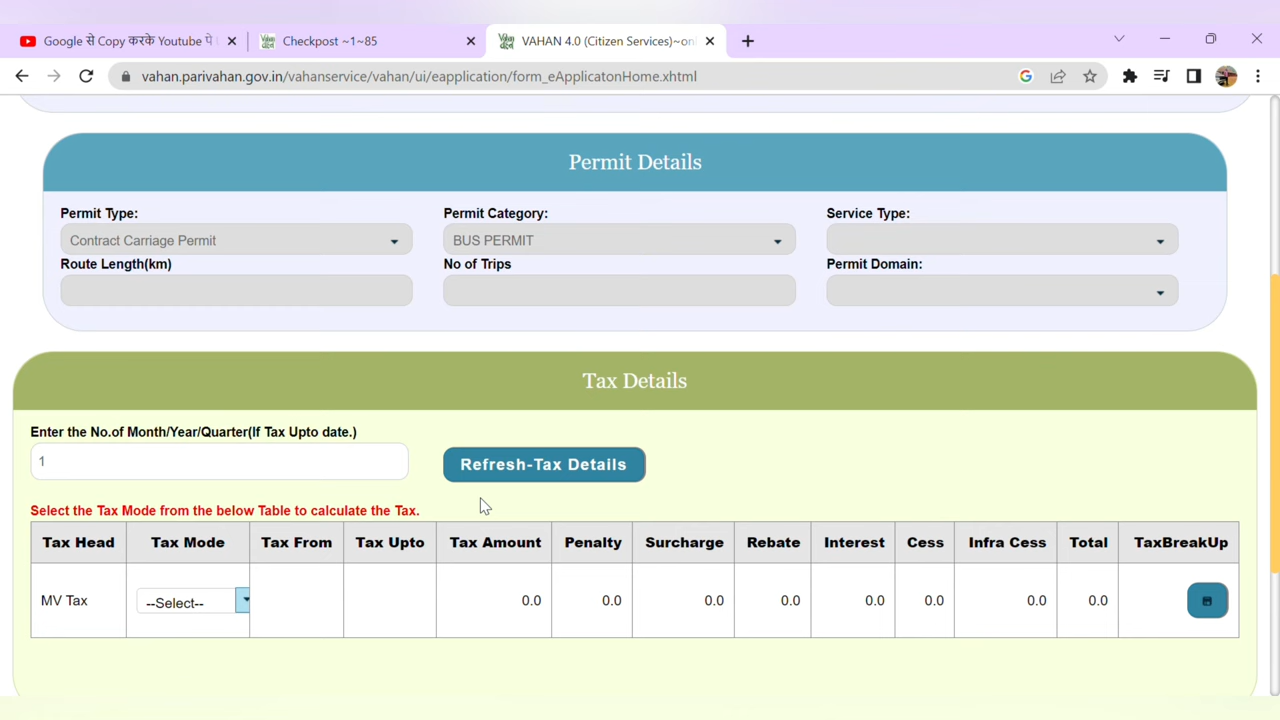 Google से Copy करके Youtube पे
Checkpost ~1~85
VAHAN 4.0 (Citizen Services)~onl
vahan.parivahan.gov.in/vahanservice/vahan/ui/eapplication/form_eApplicatonHome.xhtml
Permit Details
Permit Type: Permit Category: Service Type:
Contract Carriage Permit BUS PERMIT
Route Length(km) No of Trips Permit Domain:
Tax Details
Enter the No.of Month/Year/Quarter(If Tax Upto date.)
1 Refresh-Tax Details
Select the Tax Mode from the below Table to calculate the Tax.
Tax Head Tax Mode Tax From Tax Upto Tax Amount Penalty Surcharge Rebate Interest Cess Infra Cess Total TaxBreakUp
MV Tax --Select-- 0.0 0.0 0.0 0.0 0.0 0.0 0.0 0.0